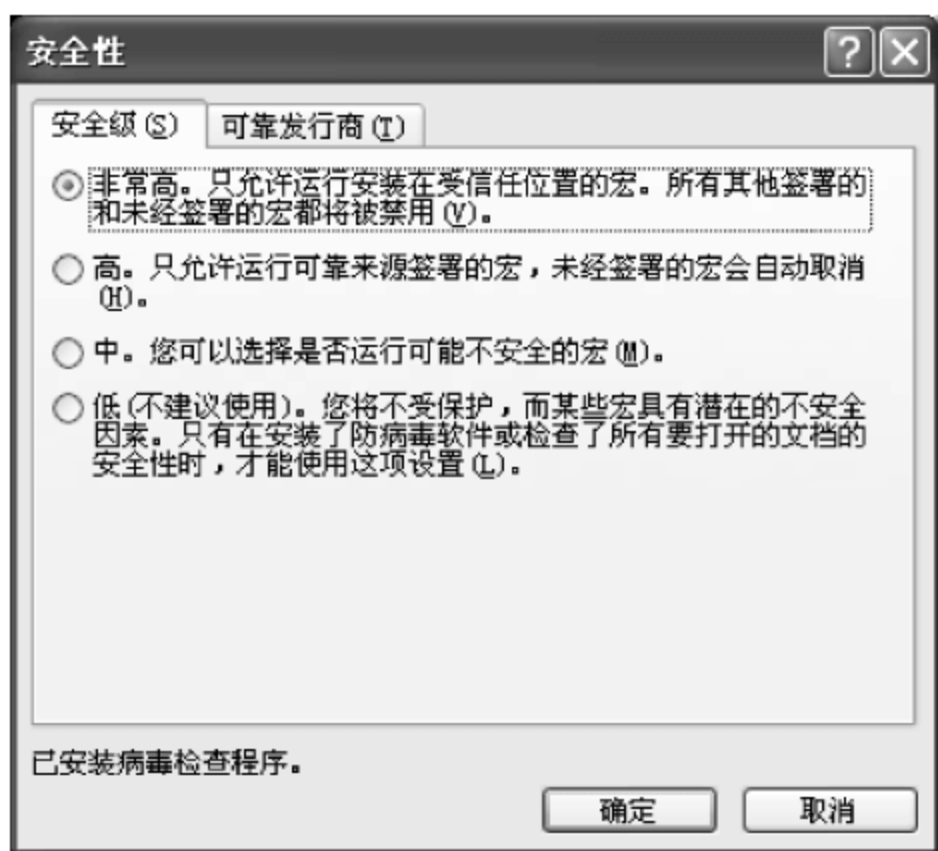 安全性
安全级(S) 可靠发行商(T)
非常高。只允许运行安装在受信任位置的宏。所有其他签署的
和未经签署的宏都将被禁用(V)。
高。只允许运行可靠来源签署的宏，未经签署的宏会自动取消
(H)。
中。您可以选择是否运行可能不安全的宏(M)。
低(不建议使用)。您将不受保护，而某些宏具有潜在的不安全
因素。只有在安装了防病毒软件或检查了所有要打开的文档的
安全性时，才能使用这项设置(L)。
已安装病毒检查程序。
确定 取消